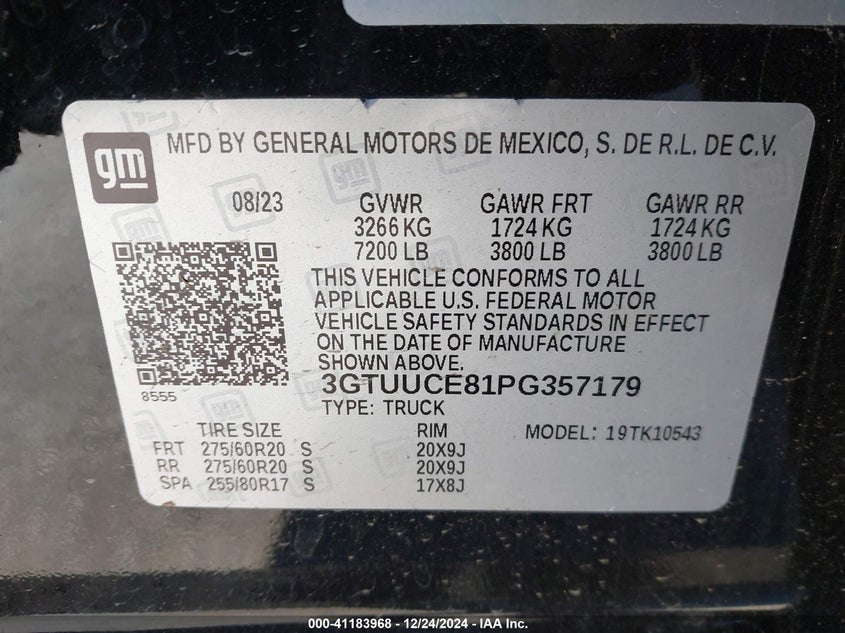 gm MFD BY GENERAL MOTORS DE MEXICO, S. DE R.L. DE C.V.
08/23 GVWR GAWR FRT GAWR RR
3266 KG 1724 KG 1724 KG
7200 LB 3800 LB 3800 LB
THIS VEHICLE CONFORMS TO ALL
APPLICABLE U.S. FEDERAL MOTOR
VEHICLE SAFETY STANDARDS IN EFFECT
ON THE DATE OF MANUFACTURE
SHOWN ABOVE.
3GTUUCE81PG357179
8555
TYPE: TRUCK
TIRE SIZE RIM MODEL: 19TK10543
FRT 275/60R20 S 20X9J
RR 275/60R20 S 20X9J
SPA 255/80R17 S 17X8J
000-41183968 - 12/24/2024 - IAA Inc.